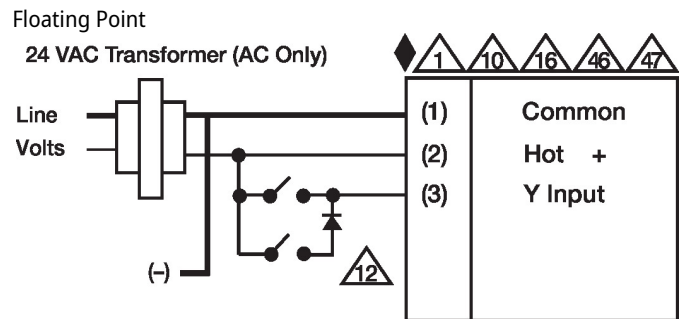 Floating Point
24 VAC Transformer (AC Only)
1 10 16 46 47
Line
Volts
(1) Common
(2) Hot +
(3) Y Input
(–)
12